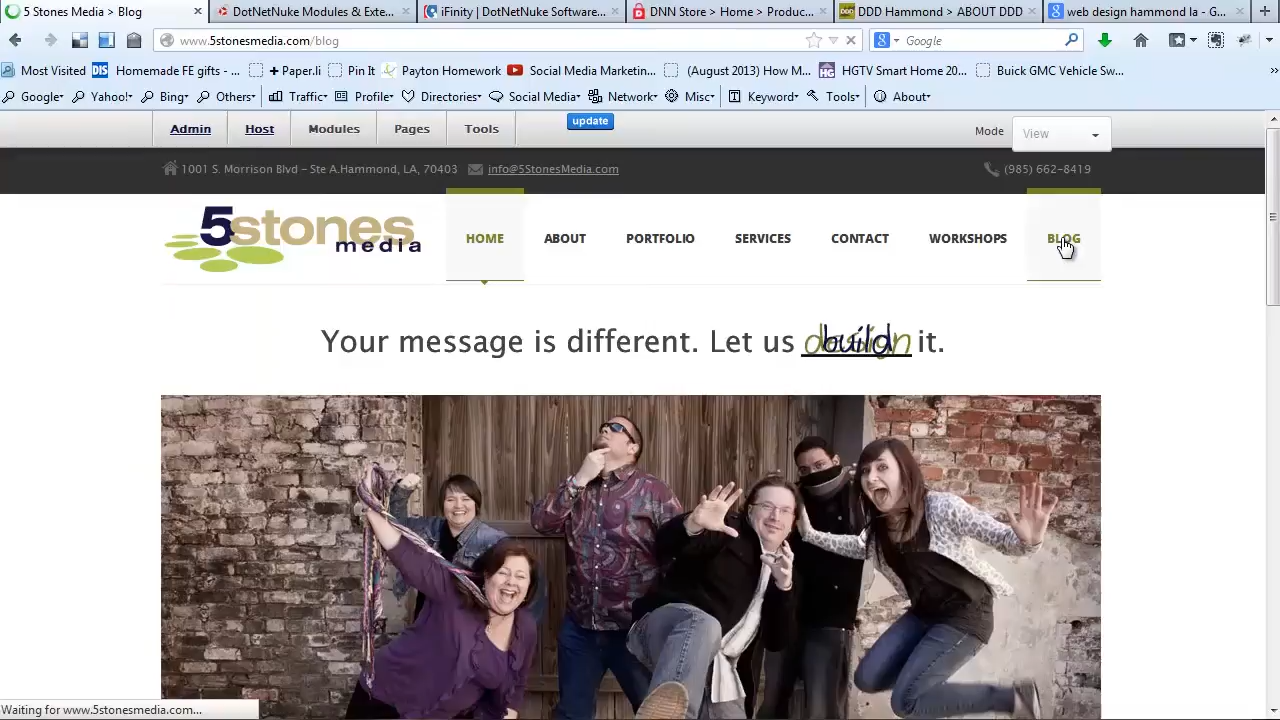 5 Stones Media > Blog
DotNetNuke Modules & Exte...
iFinity | DotNetNuke Software...
DNN Store > Home > Produc...
DDD Hammond > ABOUT DDD
web design hammond la - G...
www.5stonesmedia.com/blog
Google
Most Visited
Homemade FE gifts - ...
+ Paper.li
Pin It
Payton Homework
Social Media Marketin...
(August 2013) How M...
HGTV Smart Home 20...
Buick GMC Vehicle Sw...
Google
Yahoo!
Bing
Others
Traffic
Profile
Directories
Social Media
Network
Misc
Keyword
Tools
About
Admin
Host
Modules
Pages
Tools
update
Mode
View
1001 S. Morrison Blvd – Ste A.Hammond, LA, 70403
info@5StonesMedia.com
(985) 662-8419
5stones
media
HOME
ABOUT
PORTFOLIO
SERVICES
CONTACT
WORKSHOPS
BLOG
Your message is different. Let us build it.
Waiting for www.5stonesmedia.com...